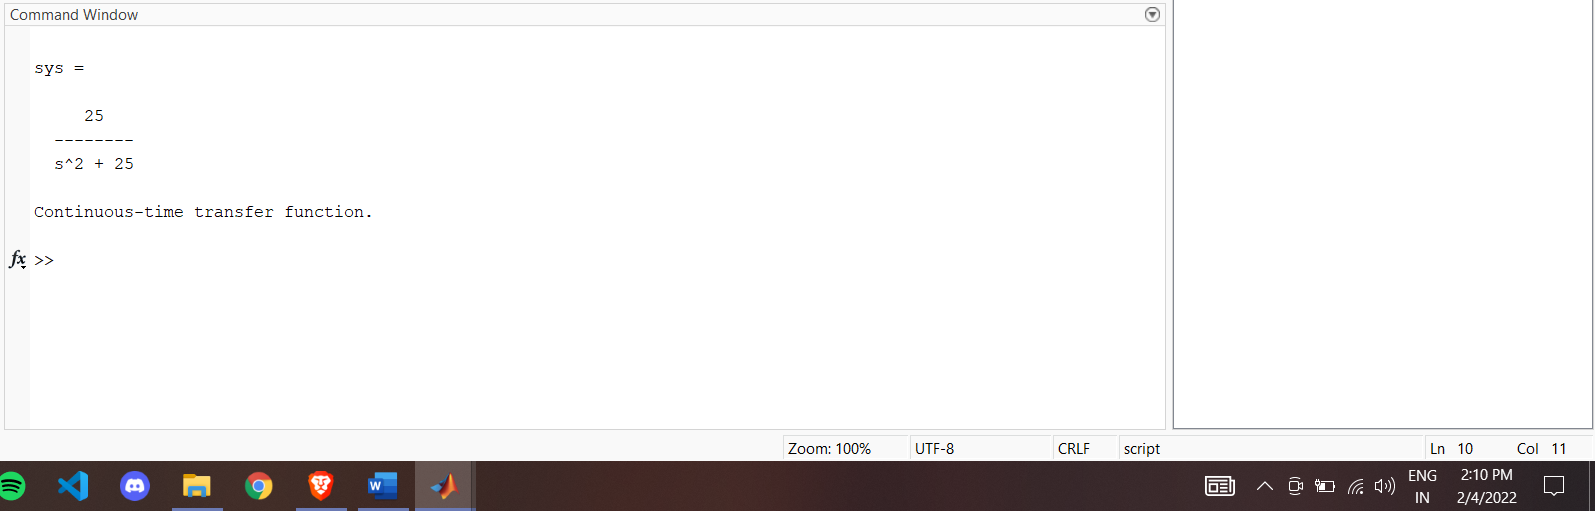 Command Window
sys =
25
--------
s^2 + 25
Continuous-time transfer function.
fx >>
Zoom: 100% UTF-8 CRLF script Ln 10 Col 11
W
ENG
IN
2:10 PM
2/4/2022